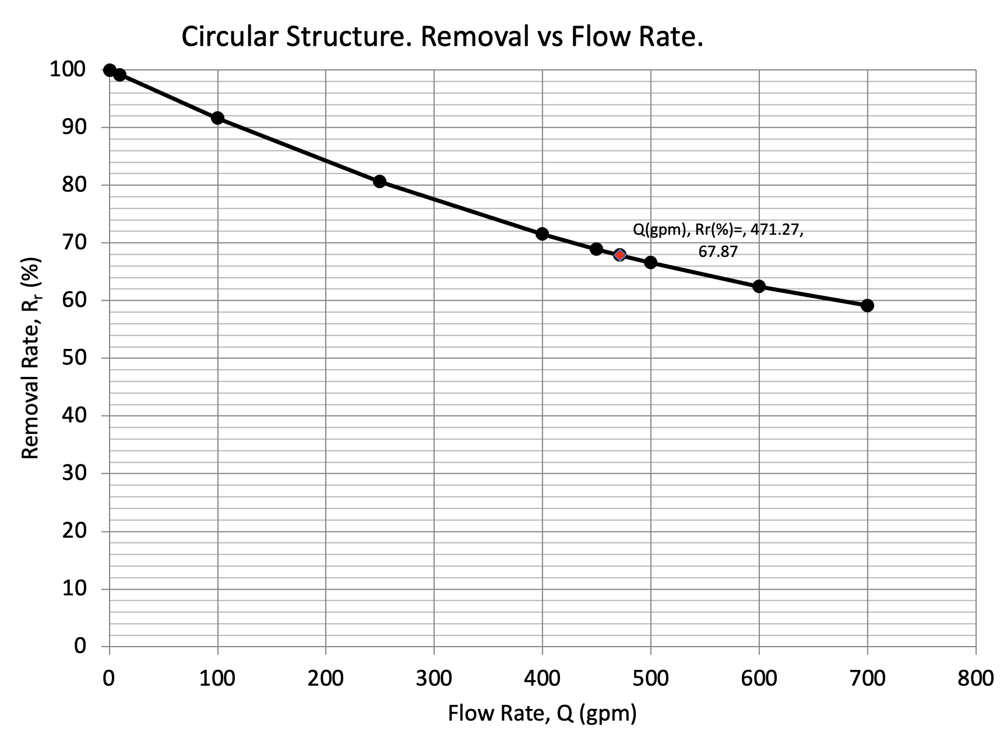 Circular Structure. Removal vs Flow Rate.
100
90
80
70
60
50
40
30
20
10
0
Removal Rate, Rr (%)
Q(gpm), Rr(%)=, 471.27,
67.87
0 100 200 300 400 500 600 700 800
Flow Rate, Q (gpm)